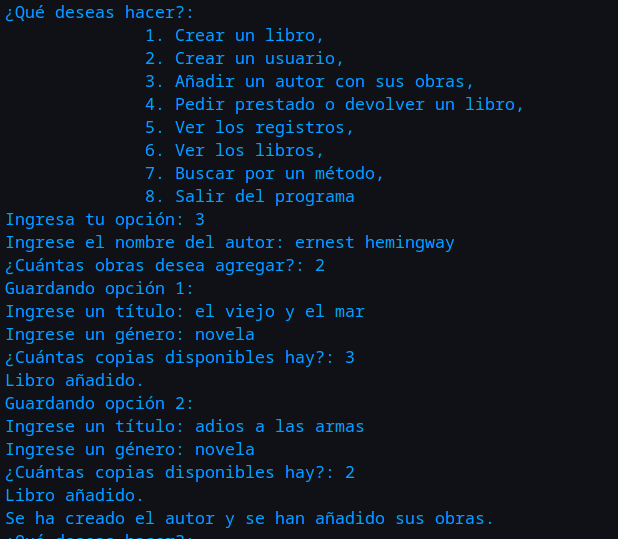 ¿Qué deseas hacer?:
1. Crear un libro,
2. Crear un usuario,
3. Añadir un autor con sus obras,
4. Pedir prestado o devolver un libro,
5. Ver los registros,
6. Ver los libros,
7. Buscar por un método,
8. Salir del programa
Ingresa tu opción: 3
Ingrese el nombre del autor: ernest hemingway
¿Cuántas obras desea agregar?: 2
Guardando opción 1:
Ingrese un título: el viejo y el mar
Ingrese un género: novela
¿Cuántas copias disponibles hay?: 3
Libro añadido.
Guardando opción 2:
Ingrese un título: adios a las armas
Ingrese un género: novela
¿Cuántas copias disponibles hay?: 2
Libro añadido.
Se ha creado el autor y se han añadido sus obras.
¿Qué deseas hacer?: